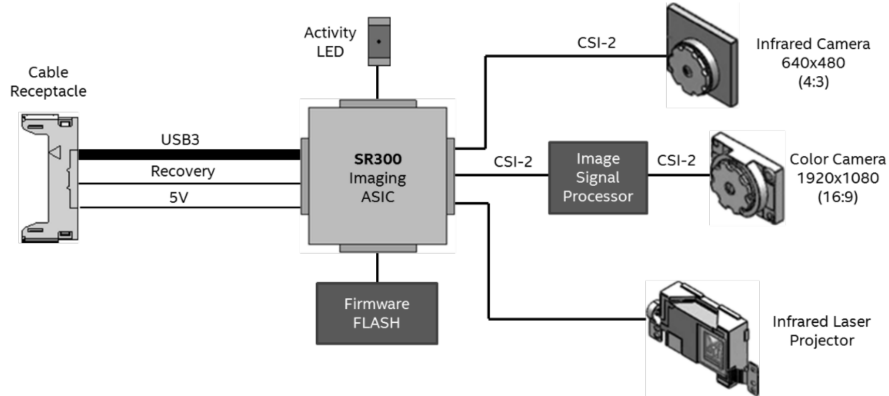 Activity
LED
CSI-2
Infrared Camera
640x480
(4:3)
Cable
Receptacle
USB3
Recovery
5V
SR300
Imaging
ASIC
CSI-2
Image
Signal
Processor
CSI-2
Color Camera
1920x1080
(16:9)
Firmware
FLASH
Infrared Laser
Projector